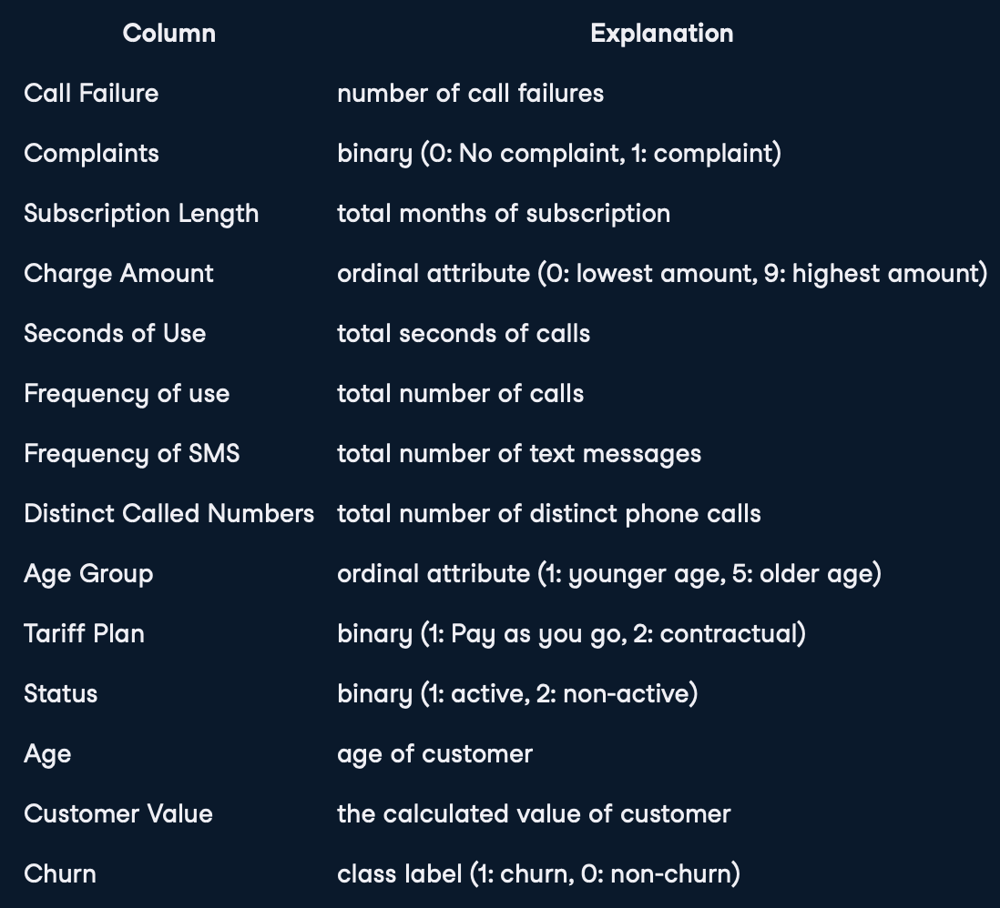 Column Explanation
Call Failure number of call failures
Complaints binary (0: No complaint, 1: complaint)
Subscription Length total months of subscription
Charge Amount ordinal attribute (0: lowest amount, 9: highest amount)
Seconds of Use total seconds of calls
Frequency of use total number of calls
Frequency of SMS total number of text messages
Distinct Called Numbers total number of distinct phone calls
Age Group ordinal attribute (1: younger age, 5: older age)
Tariff Plan binary (1: Pay as you go, 2: contractual)
Status binary (1: active, 2: non-active)
Age age of customer
Customer Value the calculated value of customer
Churn class label (1: churn, 0: non-churn)